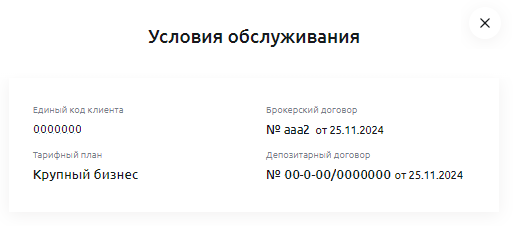 Условия обслуживания
Единый код клиента
0000000
Брокерский договор
№ ааа2 от 25.11.2024
Тарифный план
Крупный бизнес
Депозитарный договор
№ 00-0-00/0000000 от 25.11.2024